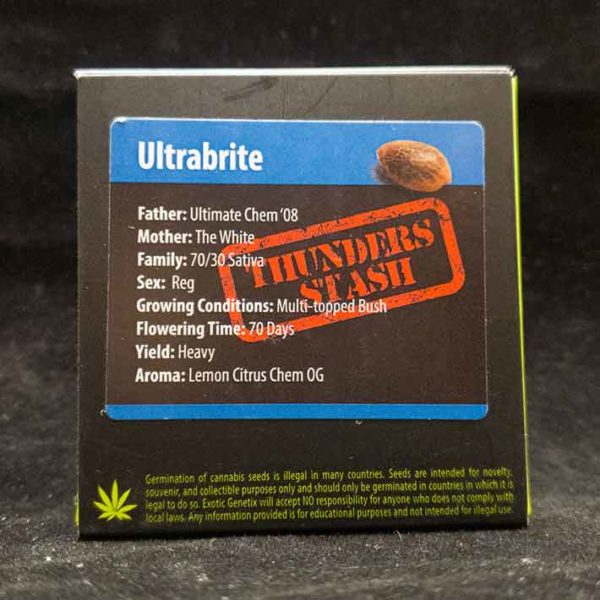 Ultrabrite
Father: Ultimate Chem '08
Mother: The White
Family: 70/30 Sativa
Sex: Reg
Growing Conditions: Multi-topped Bush
Flowering Time: 70 Days
Yield: Heavy
Aroma: Lemon Citrus Chem OG
THUNDERS
STASH
Germination of cannabis seeds is illegal in many countries. Seeds are intended for novelty,
souvenir, and collectible purposes only and should only be germinated in countries in which it is
legal to do so. Exotic Genetix will accept NO responsibility for anyone who does not comply with
local laws. Any information provided is for educational purposes and not intended for illegal use.